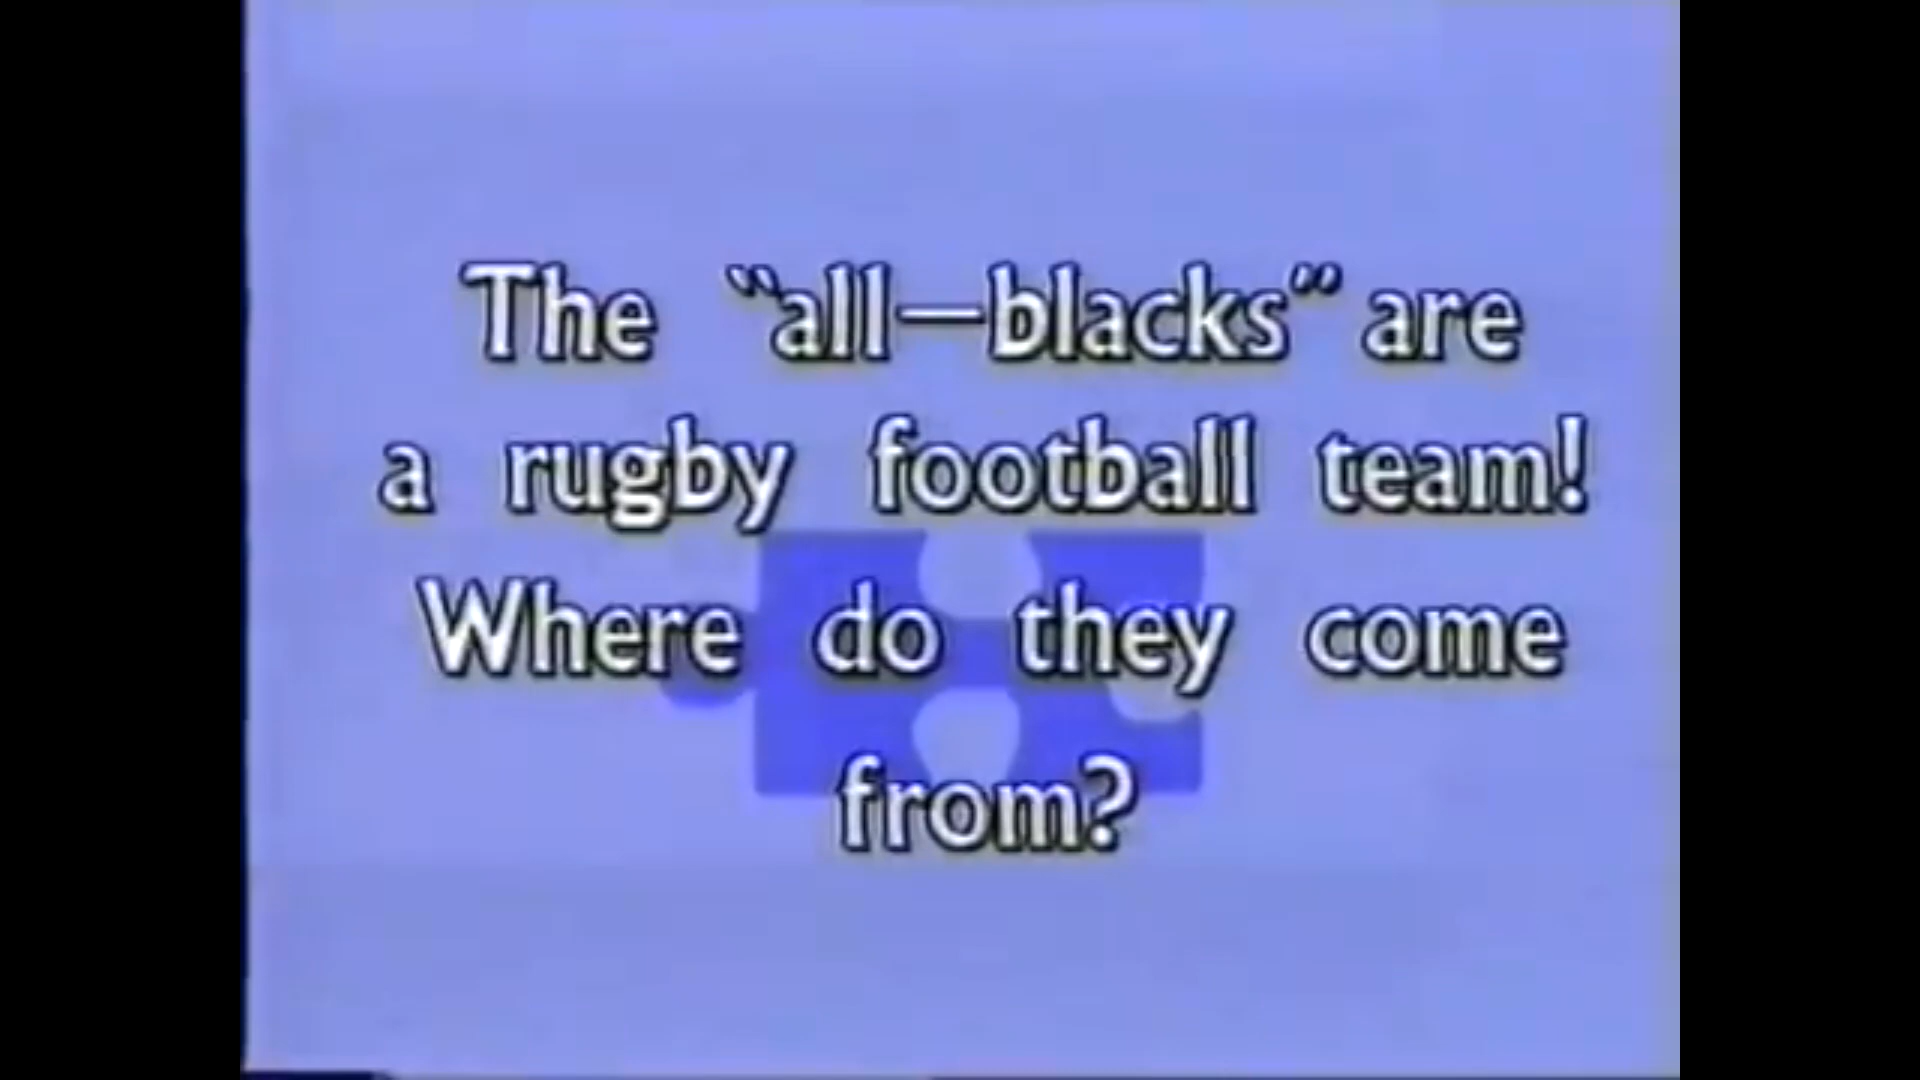 The "all-blacks" are
a rugby football team!
Where do they come
from?